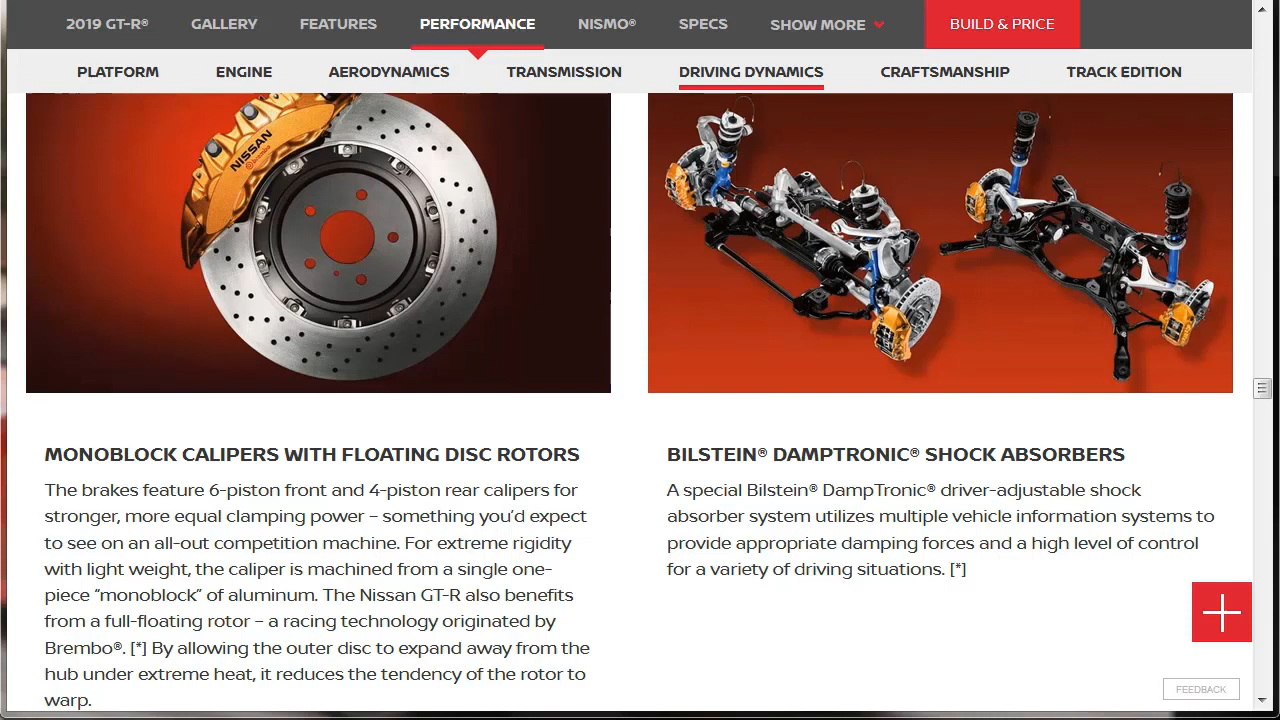 2019 GT-R® GALLERY FEATURES PERFORMANCE NISMO® SPECS SHOW MORE BUILD & PRICE
PLATFORM ENGINE AERODYNAMICS TRANSMISSION DRIVING DYNAMICS CRAFTSMANSHIP TRACK EDITION
NISSAN
brembo
MONOBLOCK CALIPERS WITH FLOATING DISC ROTORS
The brakes feature 6-piston front and 4-piston rear calipers for
stronger, more equal clamping power – something you’d expect
to see on an all-out competition machine. For extreme rigidity
with light weight, the caliper is machined from a single one-
piece “monoblock” of aluminum. The Nissan GT-R also benefits
from a full-floating rotor – a racing technology originated by
Brembo®. [*] By allowing the outer disc to expand away from the
hub under extreme heat, it reduces the tendency of the rotor to
warp.
BILSTEIN® DAMPTRONIC® SHOCK ABSORBERS
A special Bilstein® DampTronic® driver-adjustable shock
absorber system utilizes multiple vehicle information systems to
provide appropriate damping forces and a high level of control
for a variety of driving situations. [*]
FEEDBACK